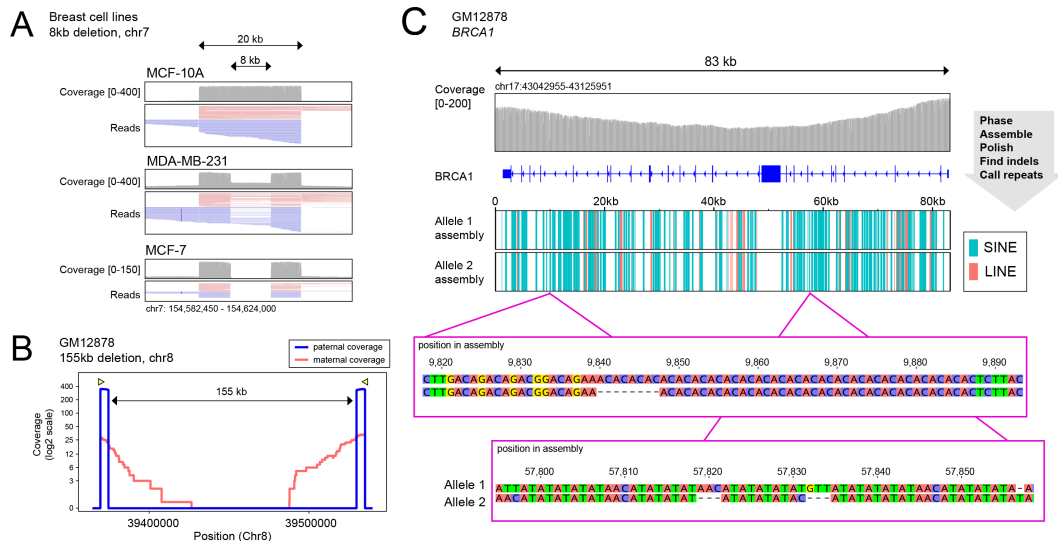 A
Breast cell lines
8kb deletion, chr7
20 kb
8 kb
MCF-10A
Coverage [0-400]
Reads
MDA-MB-231
Coverage [0-400]
Reads
MCF-7
Coverage [0-150]
Reads
chr7: 154,582,450 - 154,624,000
B
GM12878
155kb deletion, chr8
paternal coverage
maternal coverage
155 kb
Coverage
(log2 scale)
400
200
100
50
25
12
6
3
0
39400000
39500000
Position (Chr8)
C
GM12878
BRCA1
83 kb
Coverage
[0-200]
chr17:43042955-43125951
BRCA1
0 20kb 40kb 60kb 80kb
Allele 1
assembly
Allele 2
assembly
Phase
Assemble
Polish
Find indels
Call repeats
SINE
LINE
position in assembly
9,820 9,830 9,840 9,850 9,860 9,870 9,880 9,890
CTTGACAGACAGACGGACAGAAACACACACACACACACACACACACACACACACACACACACACACACACTCTTAC
CTTGACAGACAGACGGACAGAA--------ACACACACACACACACACACACACACACACACACACACACTCTTAC
position in assembly
57,800 57,810 57,820 57,830 57,840 57,850
Allele 1 ATTATATATATATAACATATATATAACATATATATATGTTATATATATATAACATATATATA-A
Allele 2 AACATATATATATAACATATATAT---ATATATATAC---ATATATATATAACATATATATATA